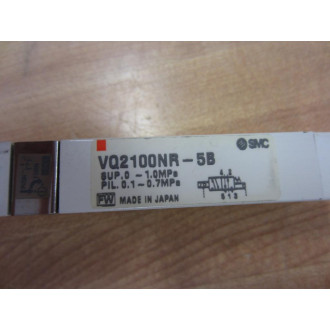 SMC
VQ2100NR-5B
SUP.0 - 1.0MPa
PIL.0.1-0.7MPa
FW MADE IN JAPAN